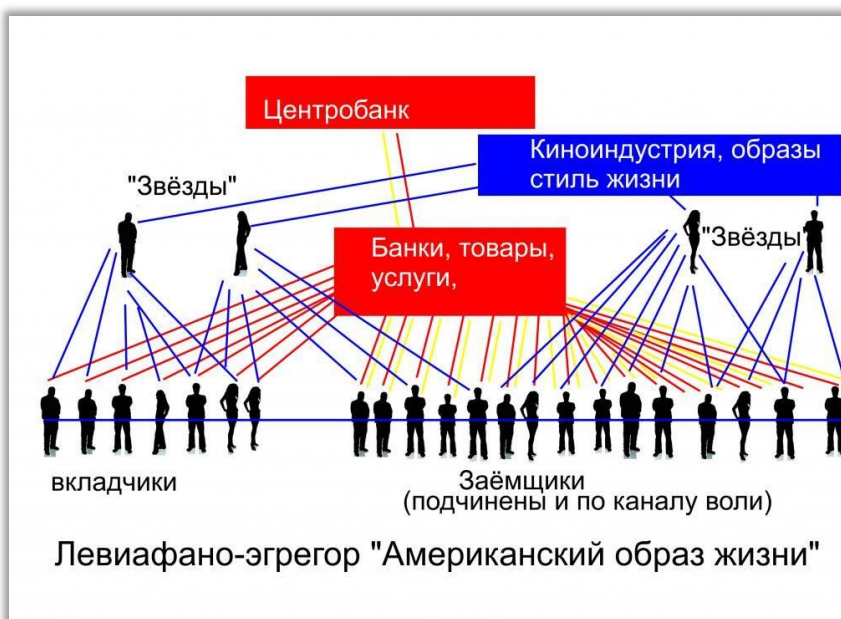 Центробанк
Киноиндустрия, образы
стиль жизни
"Звёзды"
"Звёзды"
Банки, товары,
услуги,
вкладчики
Заёмщики
(подчинены и по каналу воли)
Левиафано-эгрегор "Американский образ жизни"